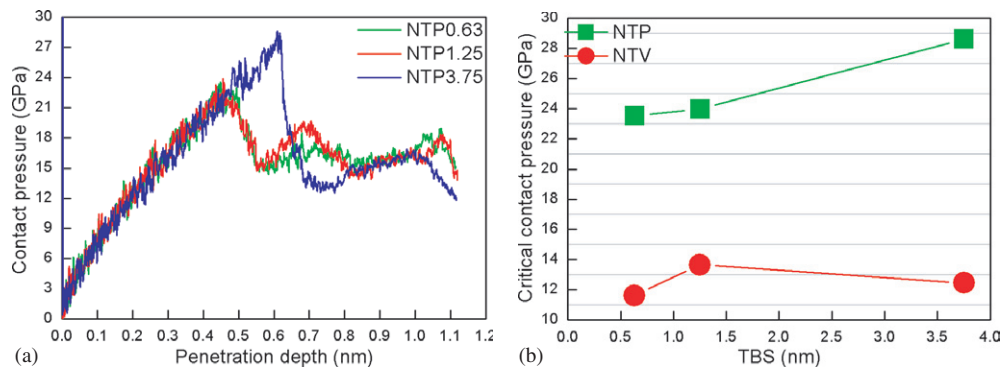 30
27
24
21
18
15
12
9
6
3
0
Contact pressure (GPa)
NTP0.63
NTP1.25
NTP3.75
0.0 0.1 0.2 0.3 0.4 0.5 0.6 0.7 0.8 0.9 1.0 1.1 1.2
(a) Penetration depth (nm)
30
28
26
24
22
20
18
16
14
12
10
Critical contact pressure (GPa)
NTP
NTV
0.0 0.5 1.0 1.5 2.0 2.5 3.0 3.5 4.0
(b) TBS (nm)